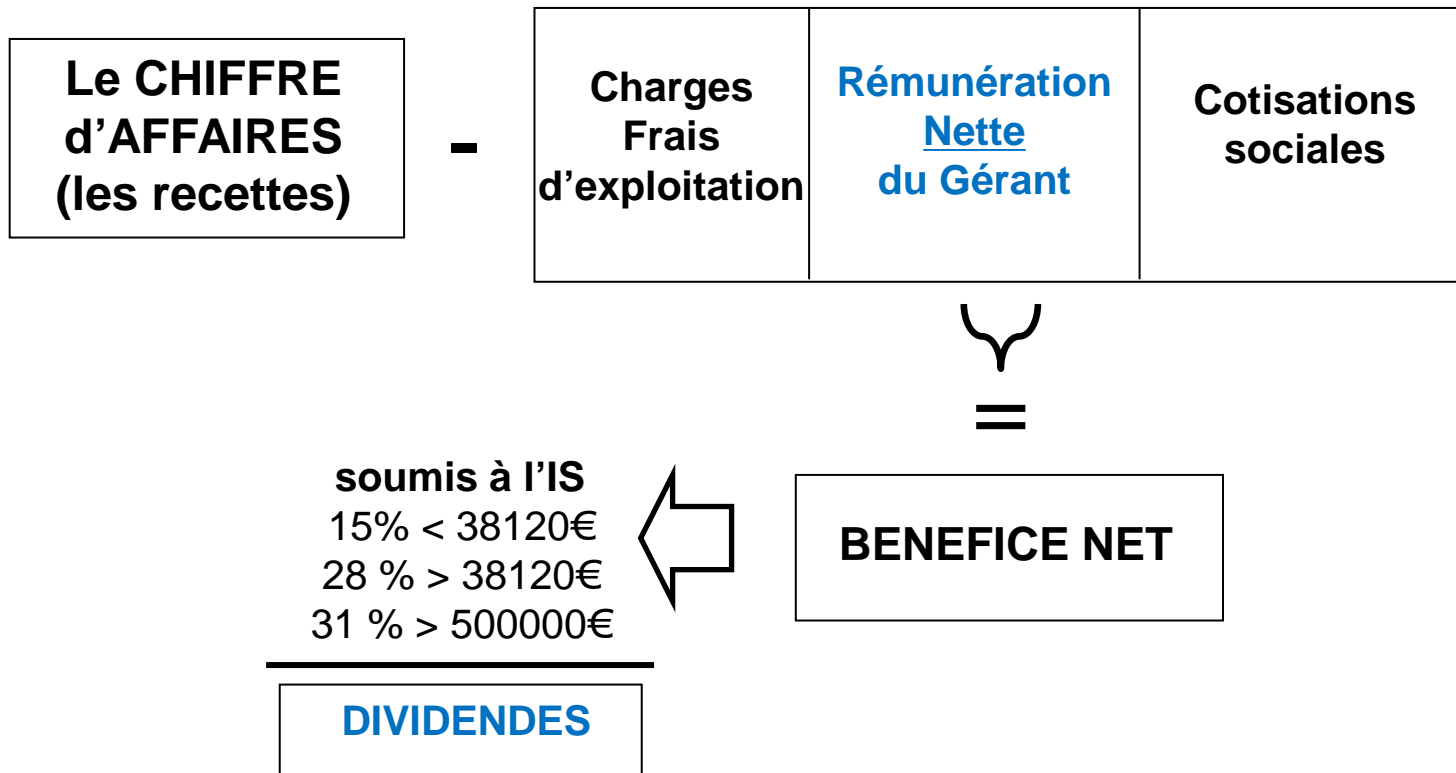 Le CHIFFRE
d'AFFAIRES
(les recettes)
-
Charges
Frais
d'exploitation
Rémunération
Nette
du Gérant
Cotisations
sociales
=
BENEFICE NET
soumis à l'IS
15% < 38120€
28 % > 38120€
31 % > 500000€
DIVIDENDES